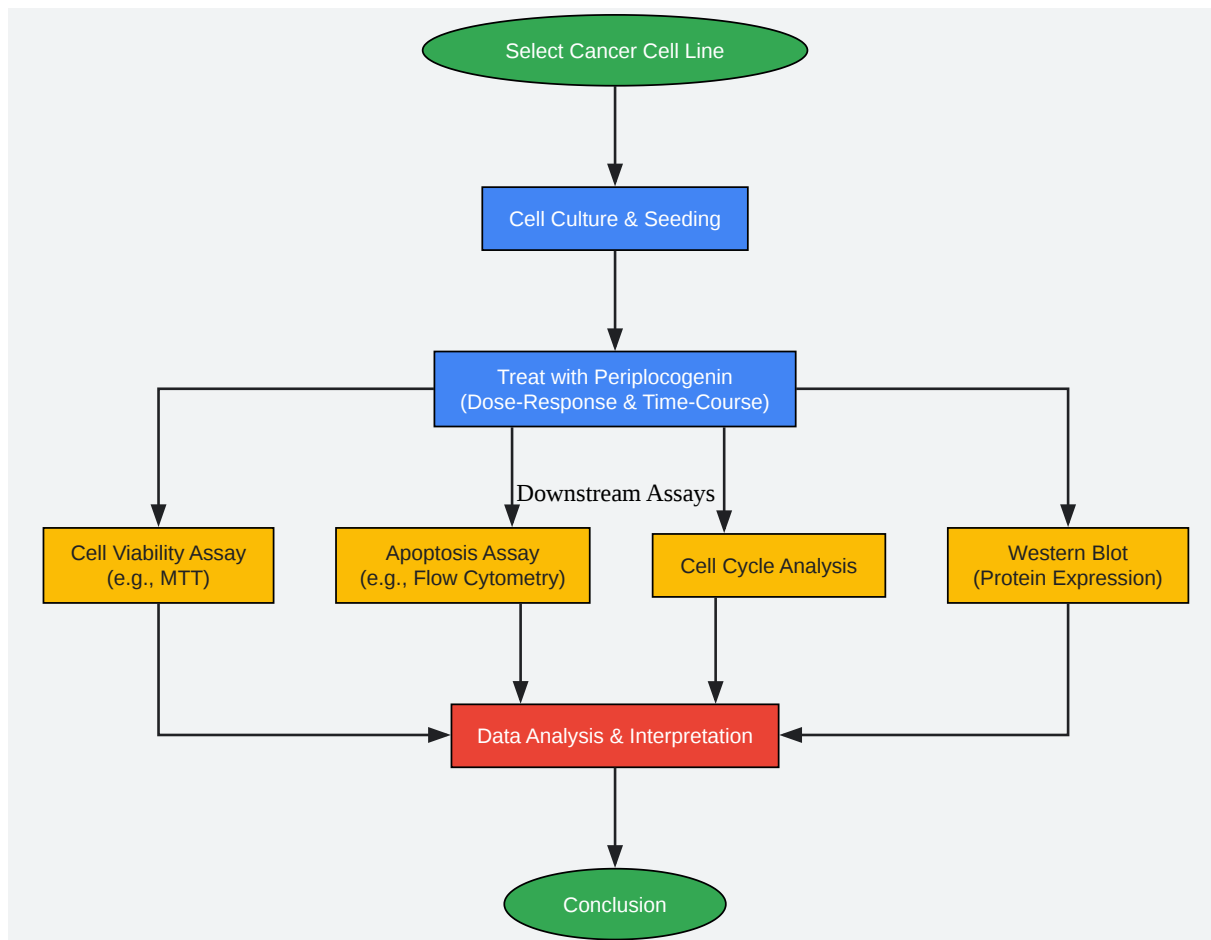 Select Cancer Cell Line
Cell Culture & Seeding
Treat with Periplocogenin
(Dose-Response & Time-Course)
Downstream Assays
Cell Viability Assay
(e.g., MTT)
Apoptosis Assay
(e.g., Flow Cytometry)
Cell Cycle Analysis
Western Blot
(Protein Expression)
Data Analysis & Interpretation
Conclusion